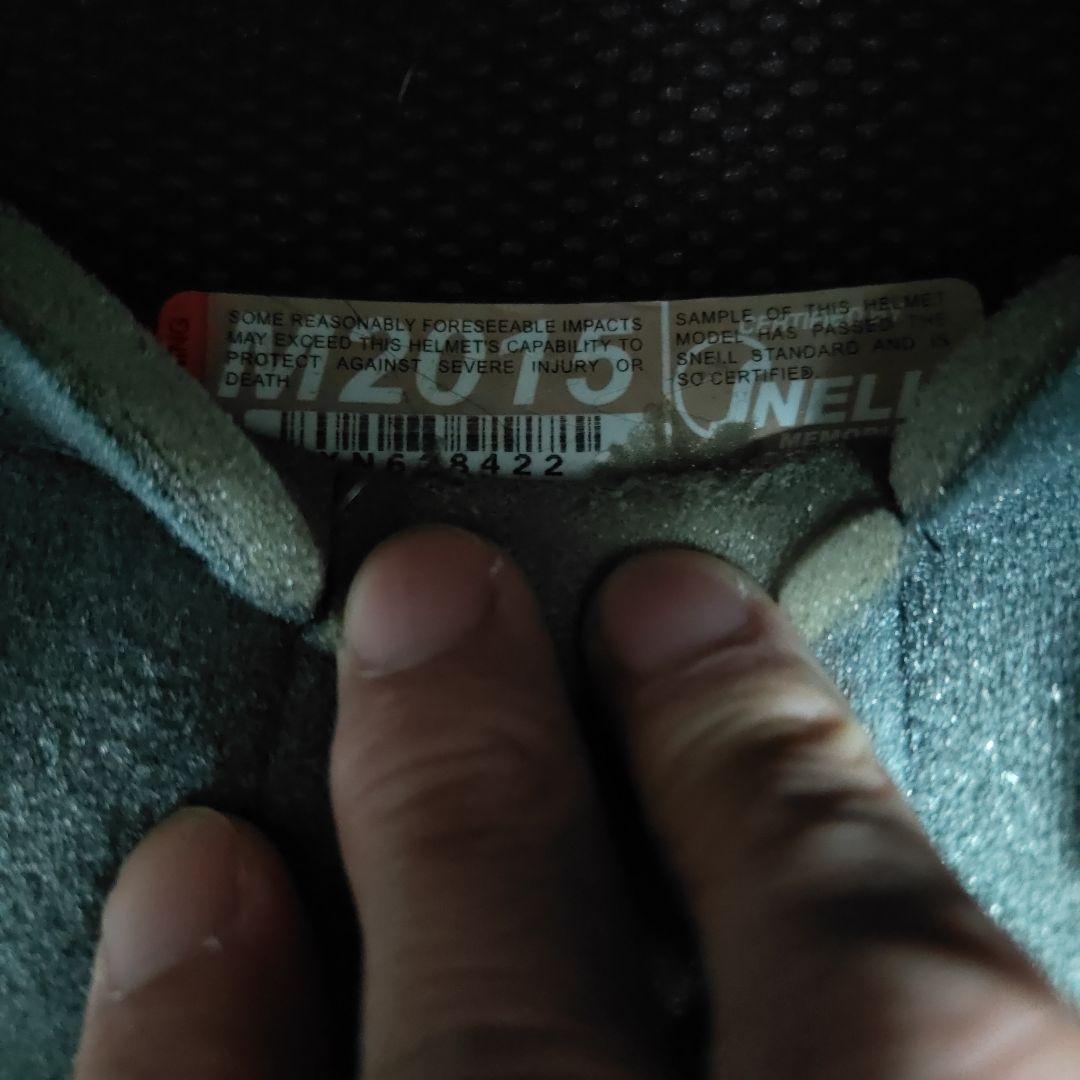 SOME REASONABLY FORESEEABLE IMPACTS
MAY EXCEED THIS HELMET'S CAPABILITY TO
PROTECT AGAINST SEVERE INJURY OR
DEATH
M2015
SAMPLE OF THIS HELMET
MODEL HAS PASSED THE
SNELL STANDARD AND IS
SO CERTIFIED.
SNELL